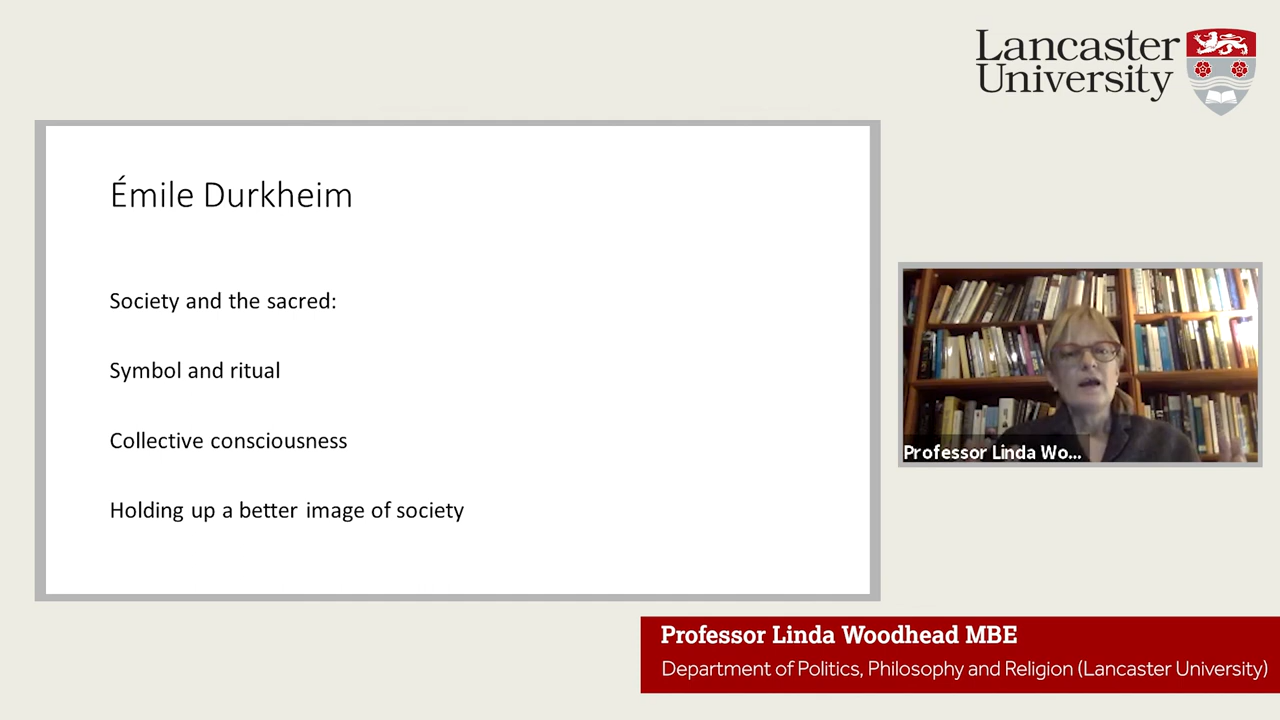 Lancaster
University
Émile Durkheim
Society and the sacred:
Symbol and ritual
Collective consciousness
Holding up a better image of society
Professor Linda Wo...
Professor Linda Woodhead MBE
Department of Politics, Philosophy and Religion (Lancaster University)